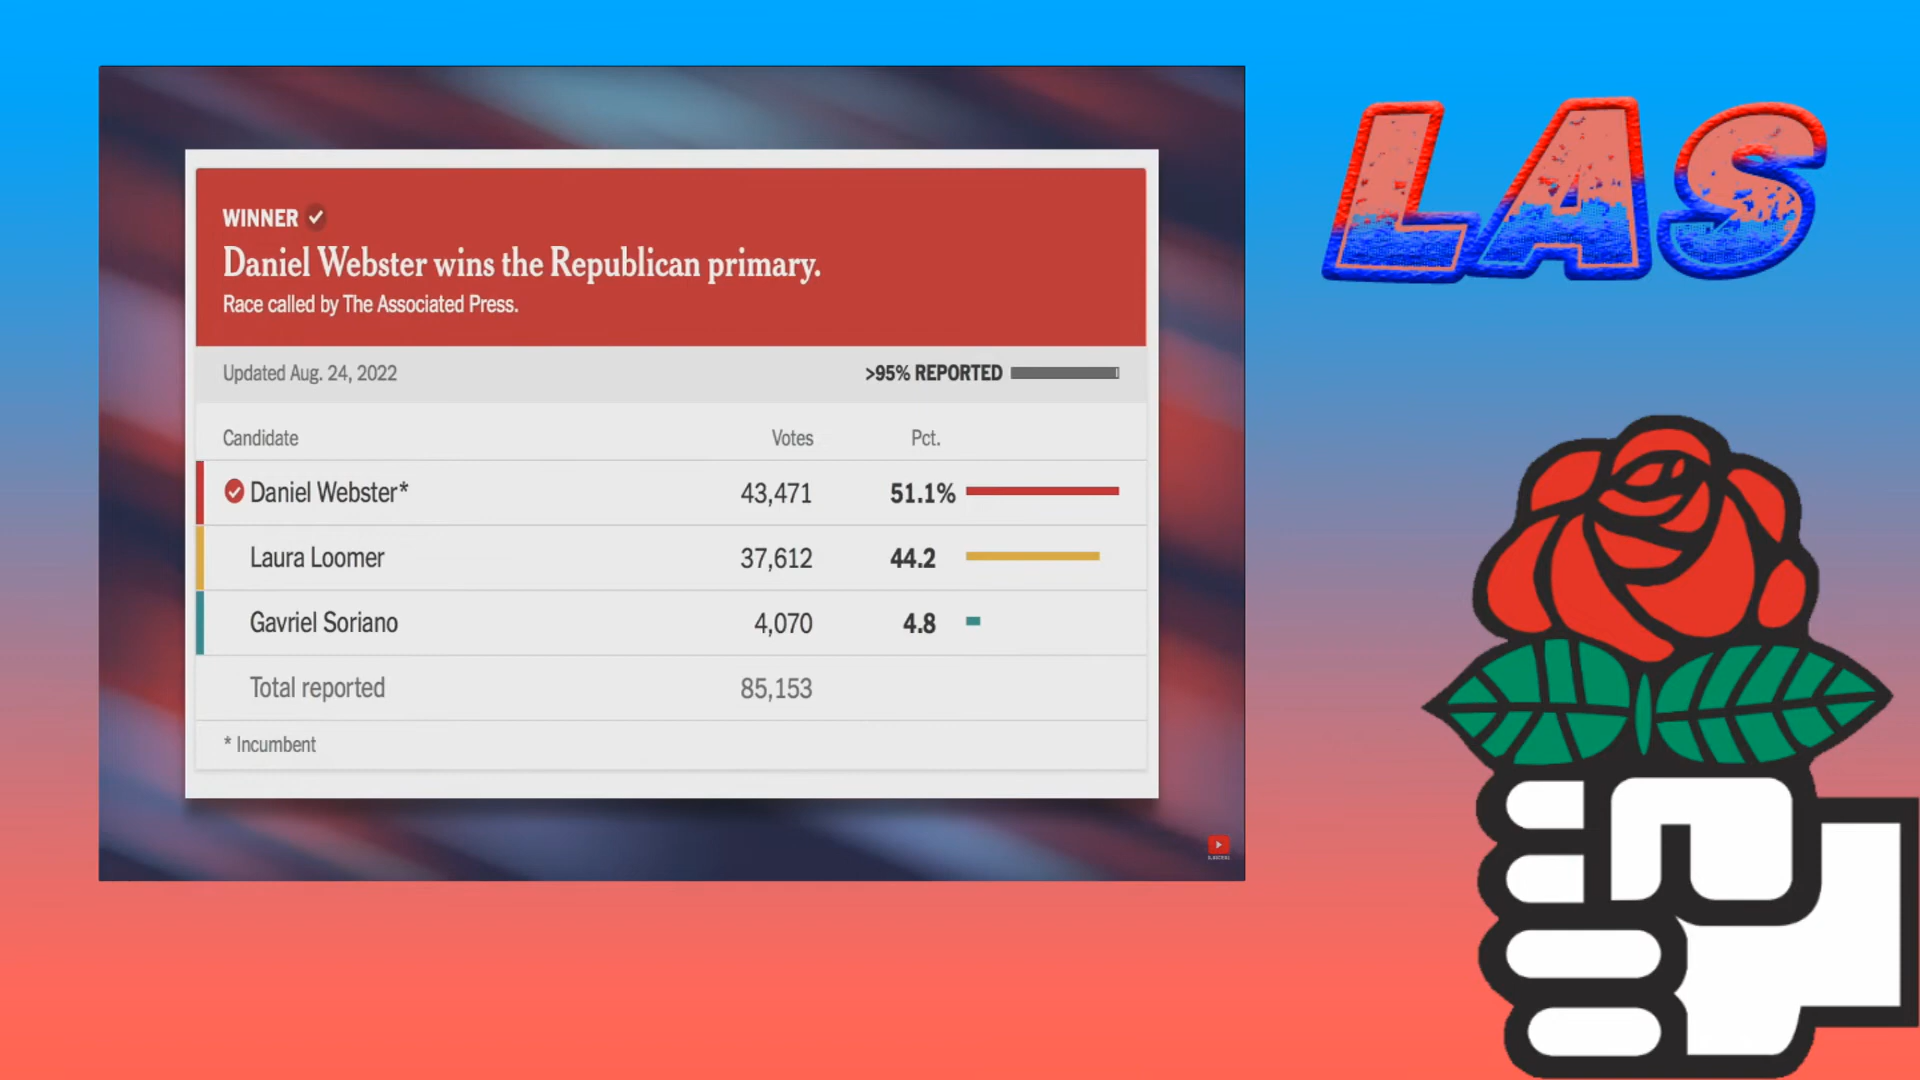 LAS
WINNER
Daniel Webster wins the Republican primary.
Race called by The Associated Press.
Updated Aug. 24, 2022 >95% REPORTED
Candidate Votes Pct.
Daniel Webster* 43,471 51.1%
Laura Loomer 37,612 44.2
Gavriel Soriano 4,070 4.8
Total reported 85,153
* Incumbent